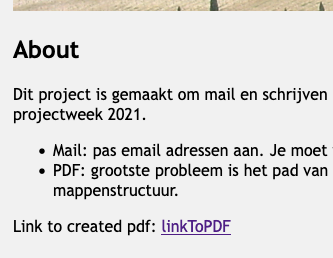 About
Dit project is gemaakt om mail en schrijven
projectweek 2021.
• Mail: pas email adressen aan. Je moet
• PDF: grootste probleem is het pad van
mappenstructuur.
Link to created pdf: linkToPDF